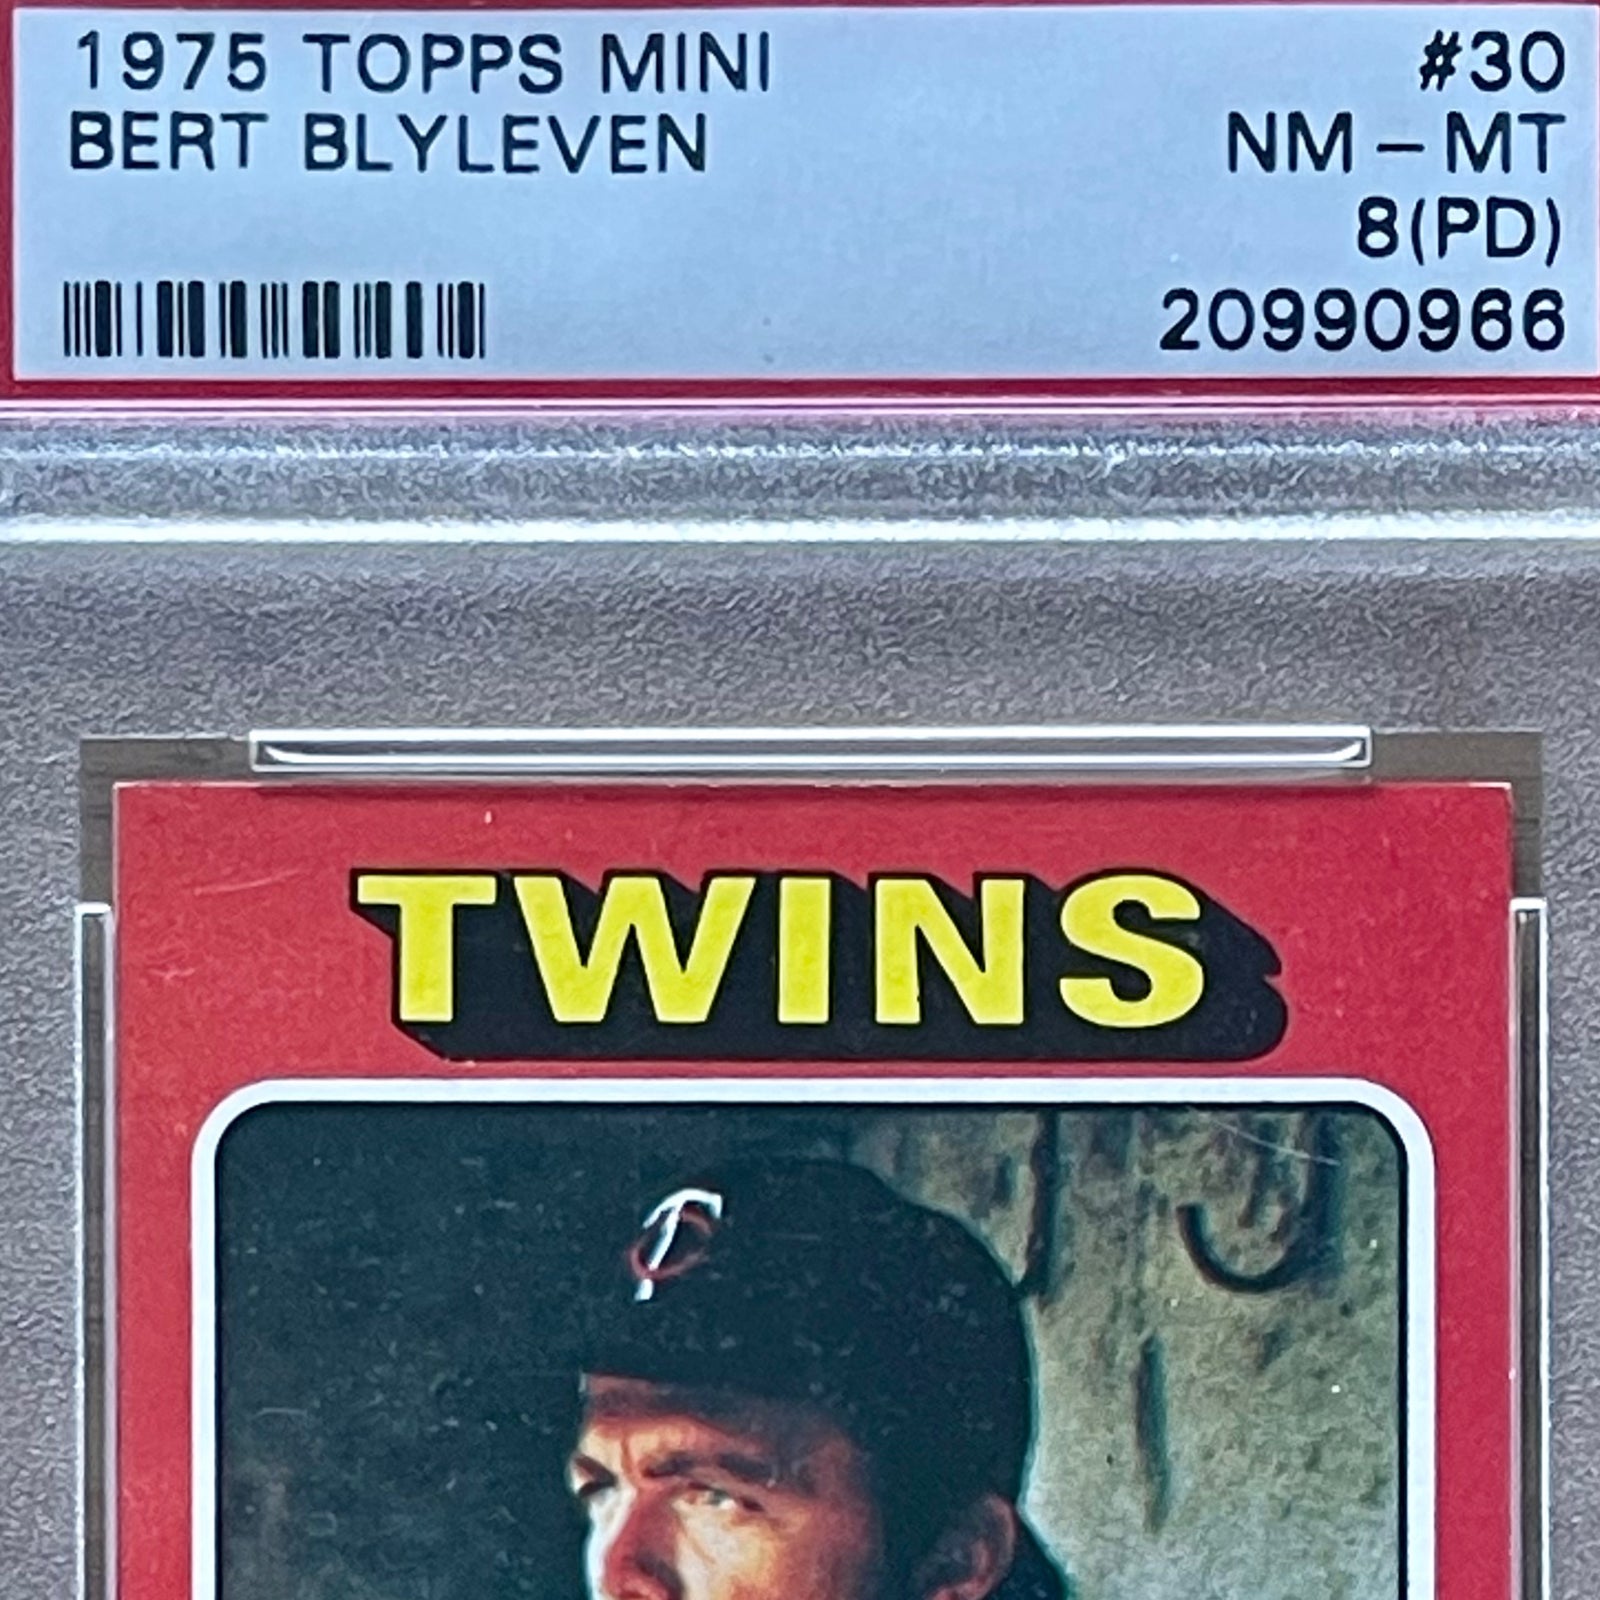 1975 TOPPS MINI #30
BERT BLYLEVEN NM-MT
8(PD)
20990966
TWINS